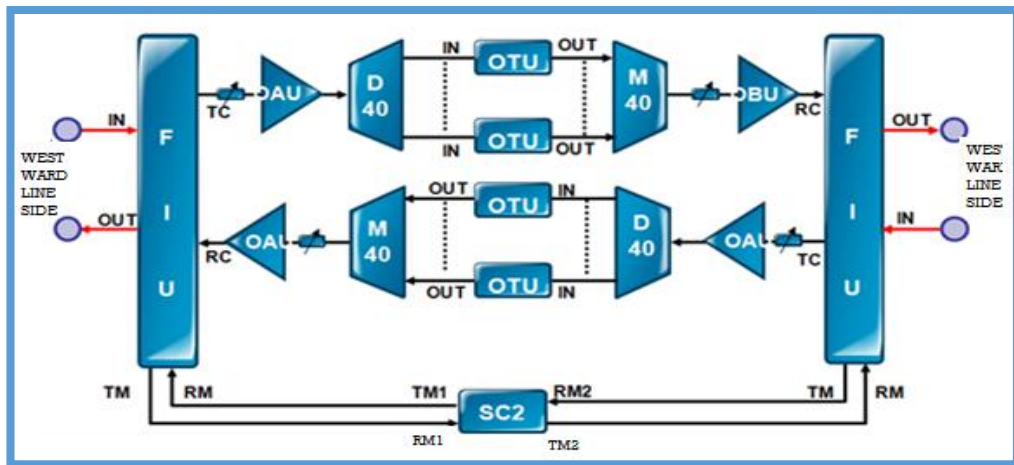 IN OUT
OTU
TC OAU D 40 M 40 OBU RC
IN F I U OTU F I U OUT
IN OUT
WEST
WARD
LINE
SIDE
WES
WAR
LINE
SIDE
OUT IN
OTU
OUT RC OAU M 40 D 40 OAU TC IN
OTU
OUT IN
TM RM TM1 SC2 RM2 TM RM
RM1 TM2